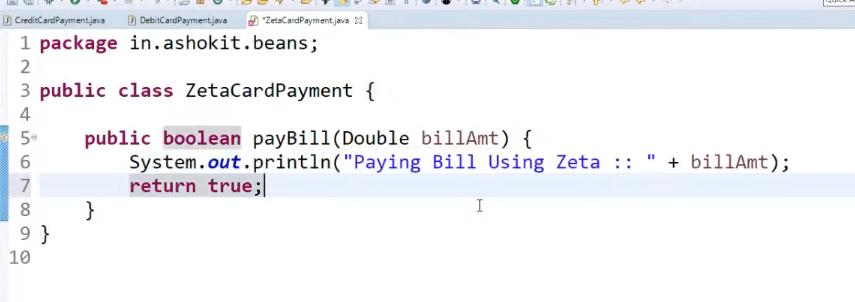 CreditCardPayment.java DebitCardPayment.java *ZetaCardPayment.java
1 package in.ashokit.beans;
2
3 public class ZetaCardPayment {
4
5 public boolean payBill(Double billAmt) {
6 System.out.println("Paying Bill Using Zeta :: " + billAmt);
7 return true;
8 }
9 }
10